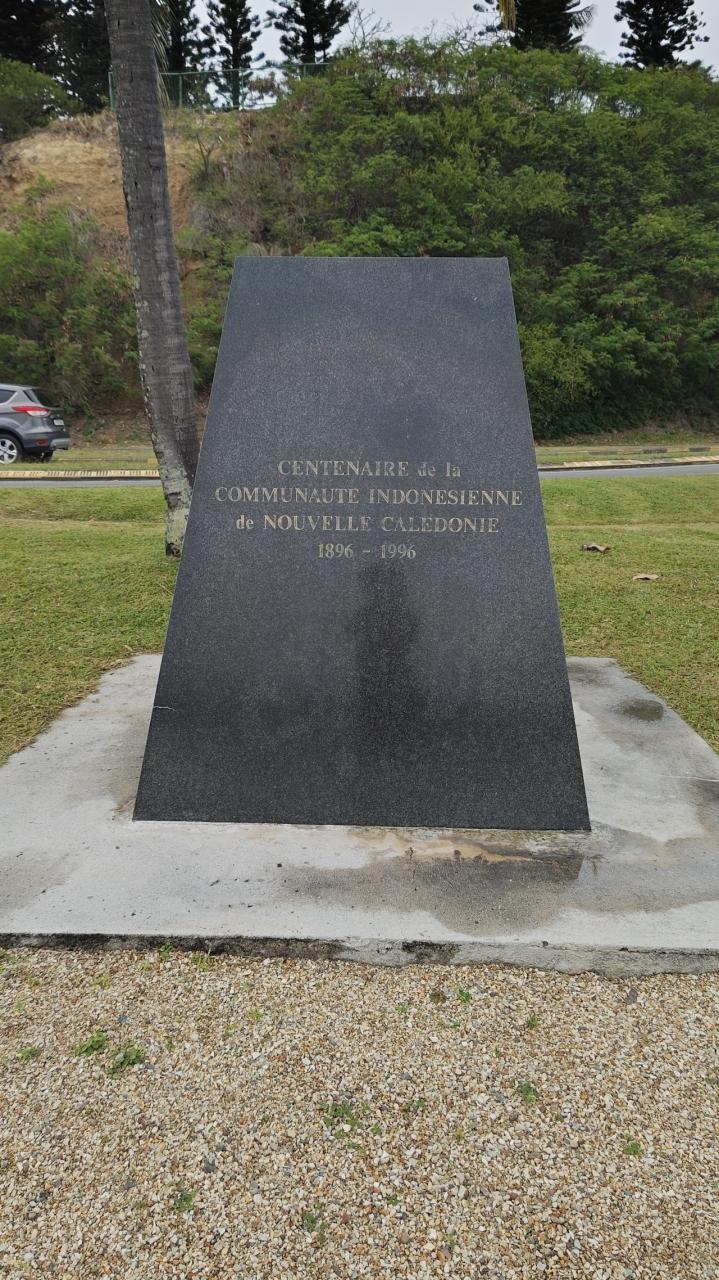 CENTENAIRE de la
COMMUNAUTE INDONESIENNE
de NOUVELLE CALEDONIE
1896 - 1996